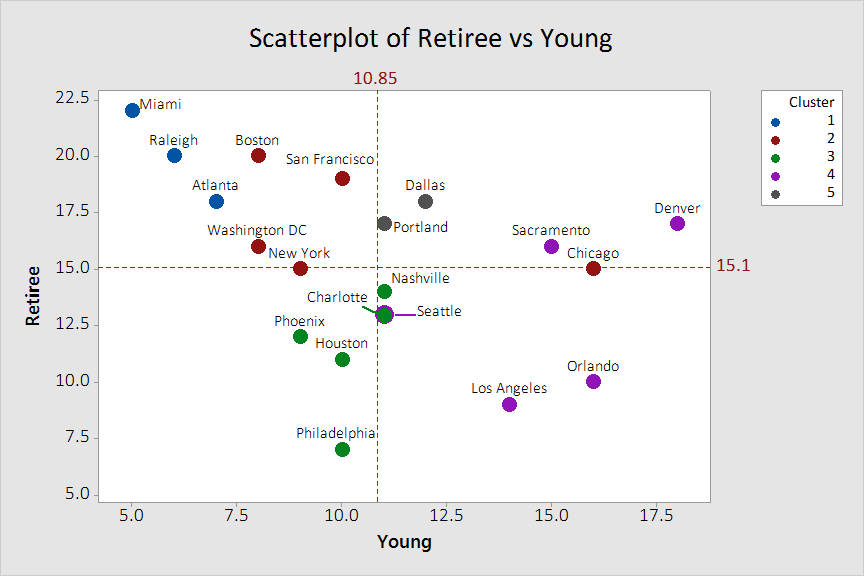 Scatterplot of Retiree vs Young
10.85
Cluster
1
2
3
4
5
22.5
20.0
17.5
15.0
12.5
10.0
7.5
5.0
Retiree
Miami
Raleigh
Boston
San Francisco
Atlanta
Dallas
Denver
Portland
Washington DC
Sacramento
New York
Chicago
15.1
Nashville
Charlotte
Seattle
Phoenix
Houston
Orlando
Los Angeles
Philadelphia
5.0 7.5 10.0 12.5 15.0 17.5
Young